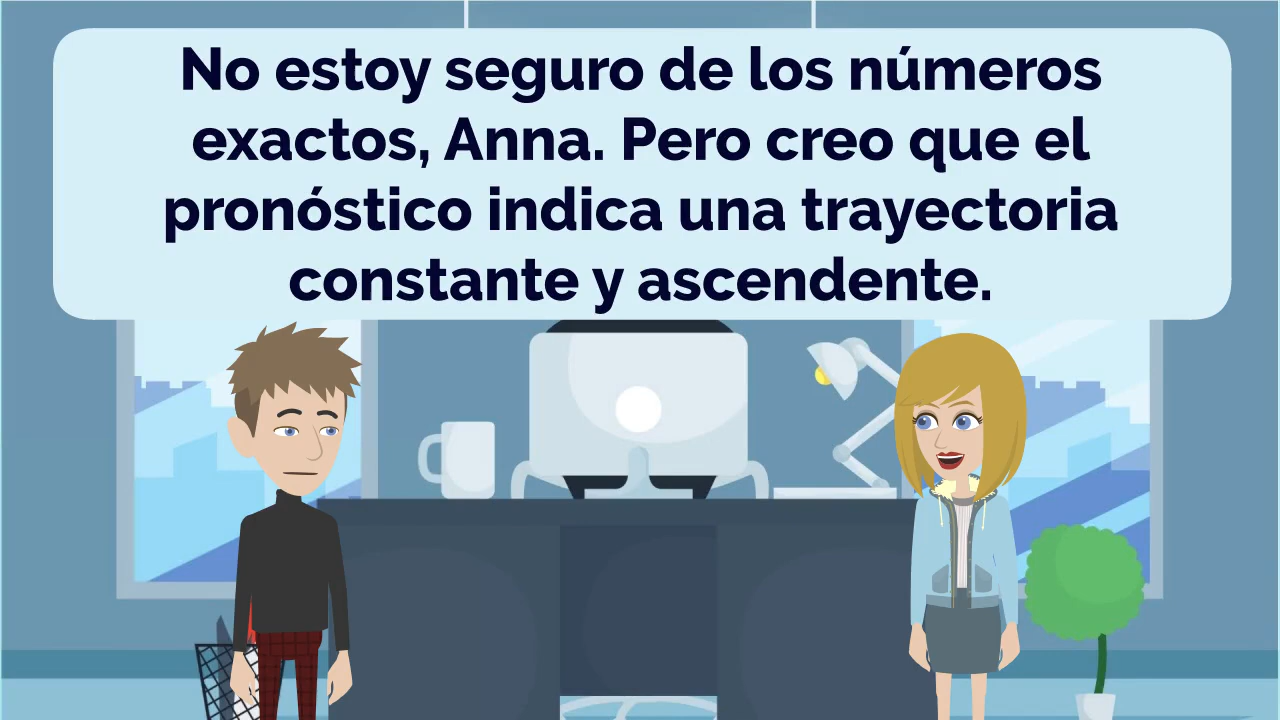 No estoy seguro de los números
exactos, Anna. Pero creo que el
pronóstico indica una trayectoria
constante y ascendente.